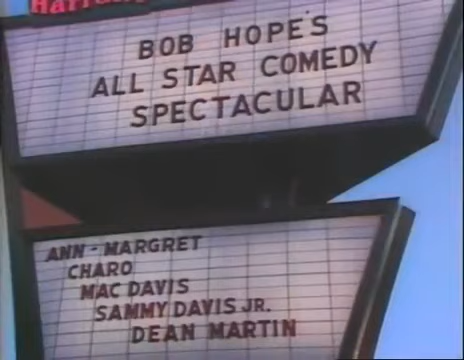 BOB HOPE'S
ALL STAR COMEDY
SPECTACULAR
ANN-MARGRET
CHARO
MAC DAVIS
SAMMY DAVIS JR.
DEAN MARTIN